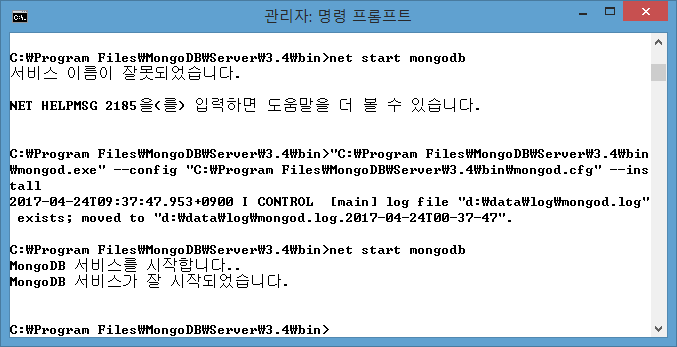 관리자: 명령 프롬프트
C:\Program Files\MongoDB\Server\3.4\bin>net start mongodb
서비스 이름이 잘못되었습니다.
NET HELPMSG 2185을(를) 입력하면 도움말을 더 볼 수 있습니다.
C:₩Program Files₩MongoDB₩Server₩3.4₩bin>"C:₩Program Files₩MongoDB₩Server₩3.4₩bin
₩mongod.exe" --config "C:₩Program Files₩MongoDB₩Server₩3.4₩bin₩mongod.cfg" --ins
tall
2017-04-24T09:37:47.953+0900 I CONTROL  [main] log file "d:₩data₩log₩mongod.log"
exists; moved to "d:₩data₩log₩mongod.log.2017-04-24T00-37-47".
C:₩Program Files₩MongoDB₩Server₩3.4₩bin>net start mongodb
MongoDB 서비스를 시작합니다..
MongoDB 서비스가 잘 시작되었습니다.
C:₩Program Files₩MongoDB₩Server₩3.4₩bin>